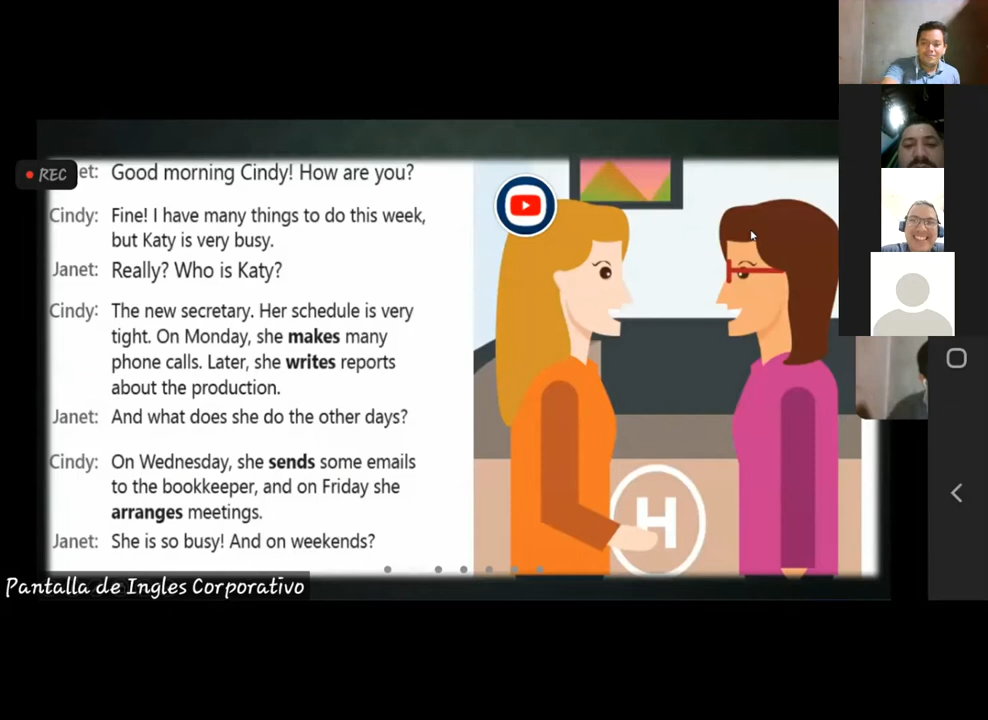 REC
et: Good morning Cindy! How are you?
Cindy: Fine! I have many things to do this week,
but Katy is very busy.
Janet: Really? Who is Katy?
Cindy: The new secretary. Her schedule is very
tight. On Monday, she makes many
phone calls. Later, she writes reports
about the production.
Janet: And what does she do the other days?
Cindy: On Wednesday, she sends some emails
to the bookkeeper, and on Friday she
arranges meetings.
Janet: She is so busy! And on weekends?
H
Pantalla de Ingles Corporativo